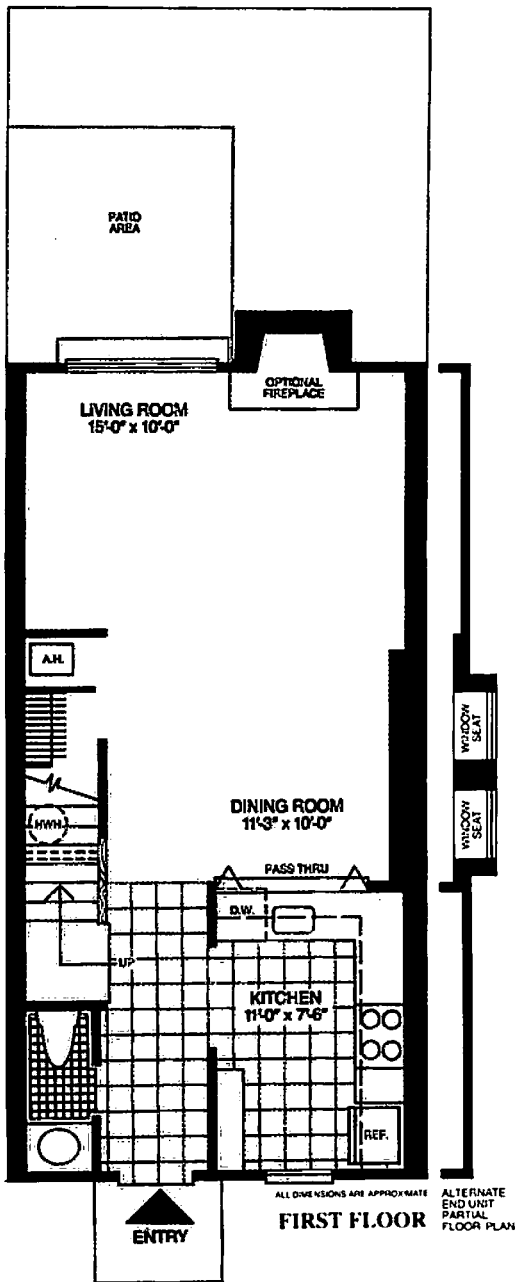 PATIO
AREA
OPTIONAL
FIREPLACE
LIVING ROOM
15'-0" x 10'-0"
A.H.
WINDOW
SEAT
WINDOW
SEAT
HWH
DINING ROOM
11'-3" x 10'-0"
PASS THRU
D.W.
UP
KITCHEN
11'-0" x 7'-6"
REF.
ENTRY
ALL DIMENSIONS ARE APPROXIMATE
FIRST FLOOR
ALTERNATE
END UNIT
PARTIAL
FLOOR PLAN